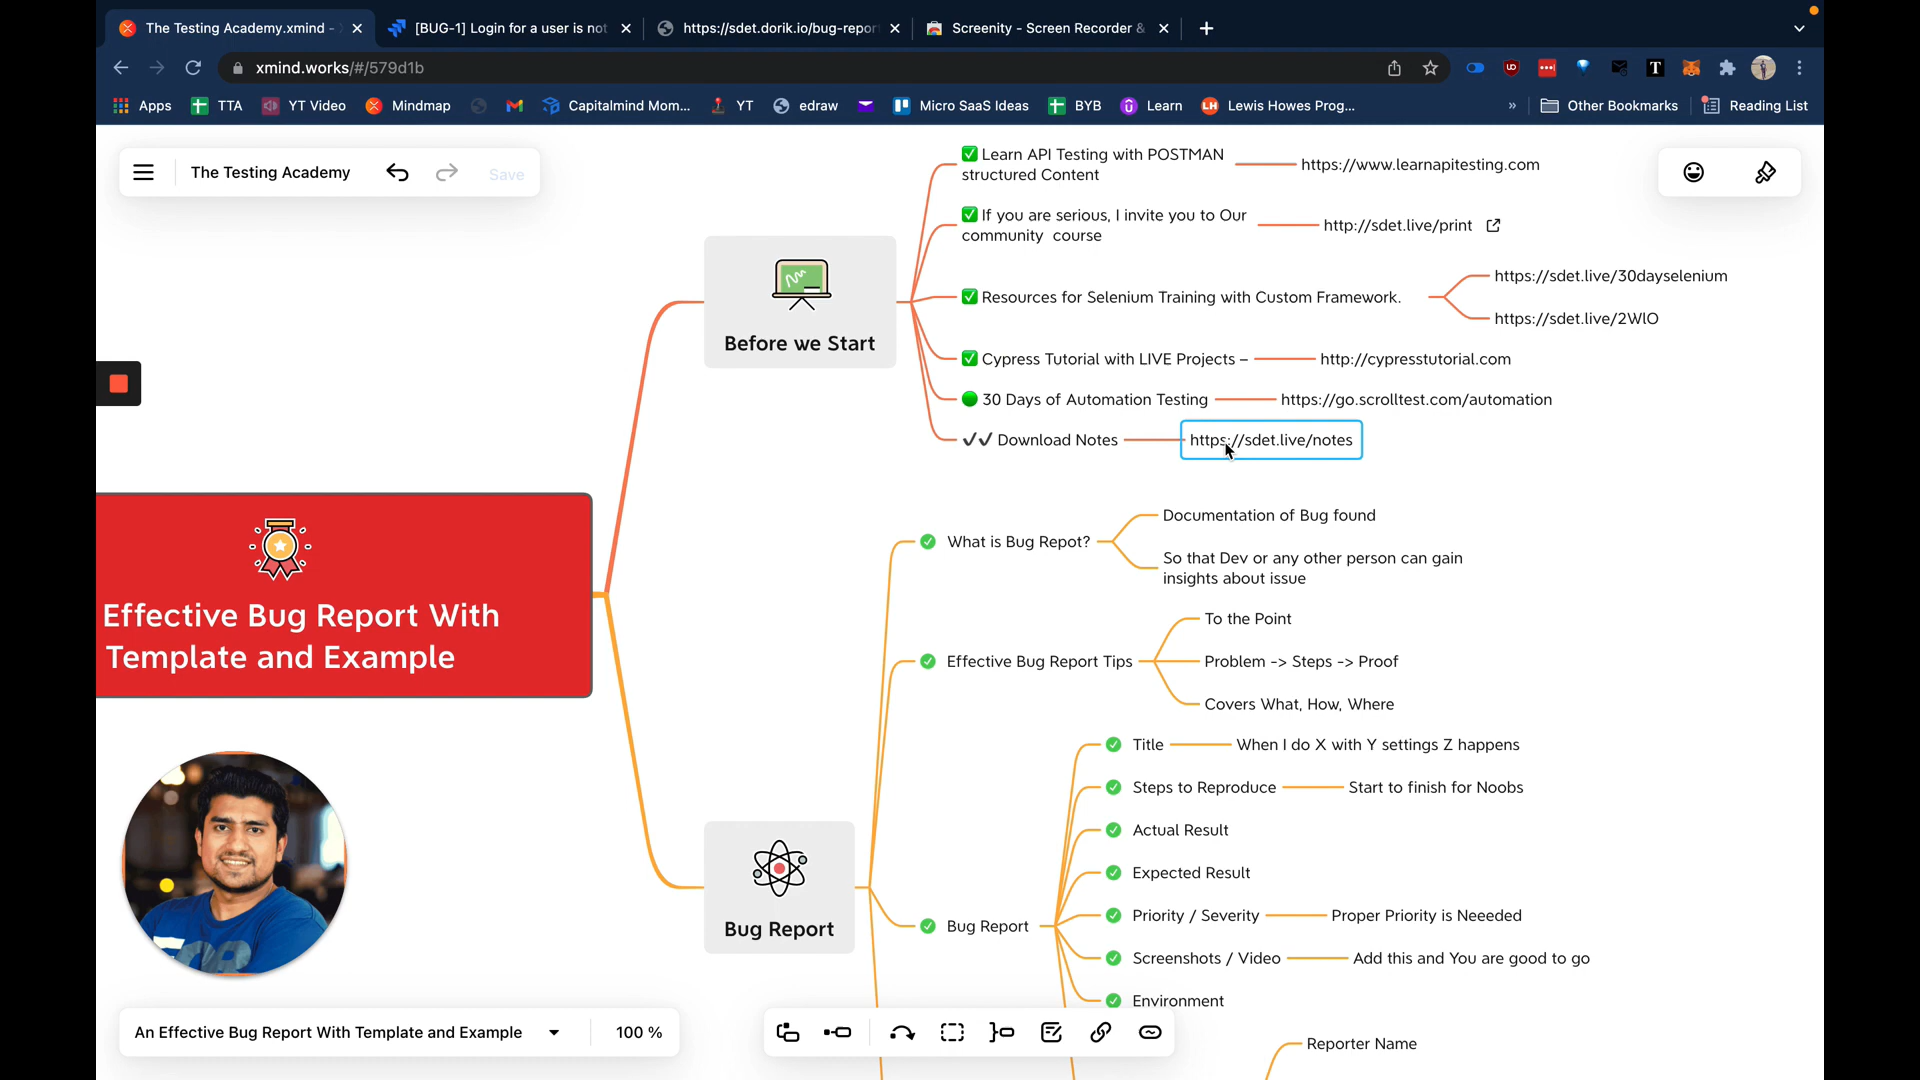 The Testing Academy.xmind -
[BUG-1] Login for a user is not
https://sdet.dorik.io/bug-repor
Screenity - Screen Recorder &
xmind.works/#/579d1b
Apps
TTA
YT Video
Mindmap
Capitalmind Mom...
YT
edraw
Micro SaaS Ideas
BYB
Learn
LH
Lewis Howes Prog...
»
Other Bookmarks
Reading List
The Testing Academy
Save
✅ Learn API Testing with POSTMAN
structured Content
https://www.learnapitesting.com
✅ If you are serious, I invite you to Our
community course
http://sdet.live/print
✅ Resources for Selenium Training with Custom Framework.
https://sdet.live/30dayselenium
https://sdet.live/2WlO
✅ Cypress Tutorial with LIVE Projects –
http://cypresstutorial.com
🟢 30 Days of Automation Testing
https://go.scrolltest.com/automation
✔✔ Download Notes
https://sdet.live/notes
Before we Start
Effective Bug Report With
Template and Example
What is Bug Repot?
Documentation of Bug found
So that Dev or any other person can gain
insights about issue
Effective Bug Report Tips
To the Point
Problem -> Steps -> Proof
Covers What, How, Where
Bug Report
Bug Report
Title
When I do X with Y settings Z happens
Steps to Reproduce
Start to finish for Noobs
Actual Result
Expected Result
Priority / Severity
Proper Priority is Neeeded
Screenshots / Video
Add this and You are good to go
Environment
Reporter Name
An Effective Bug Report With Template and Example
100 %